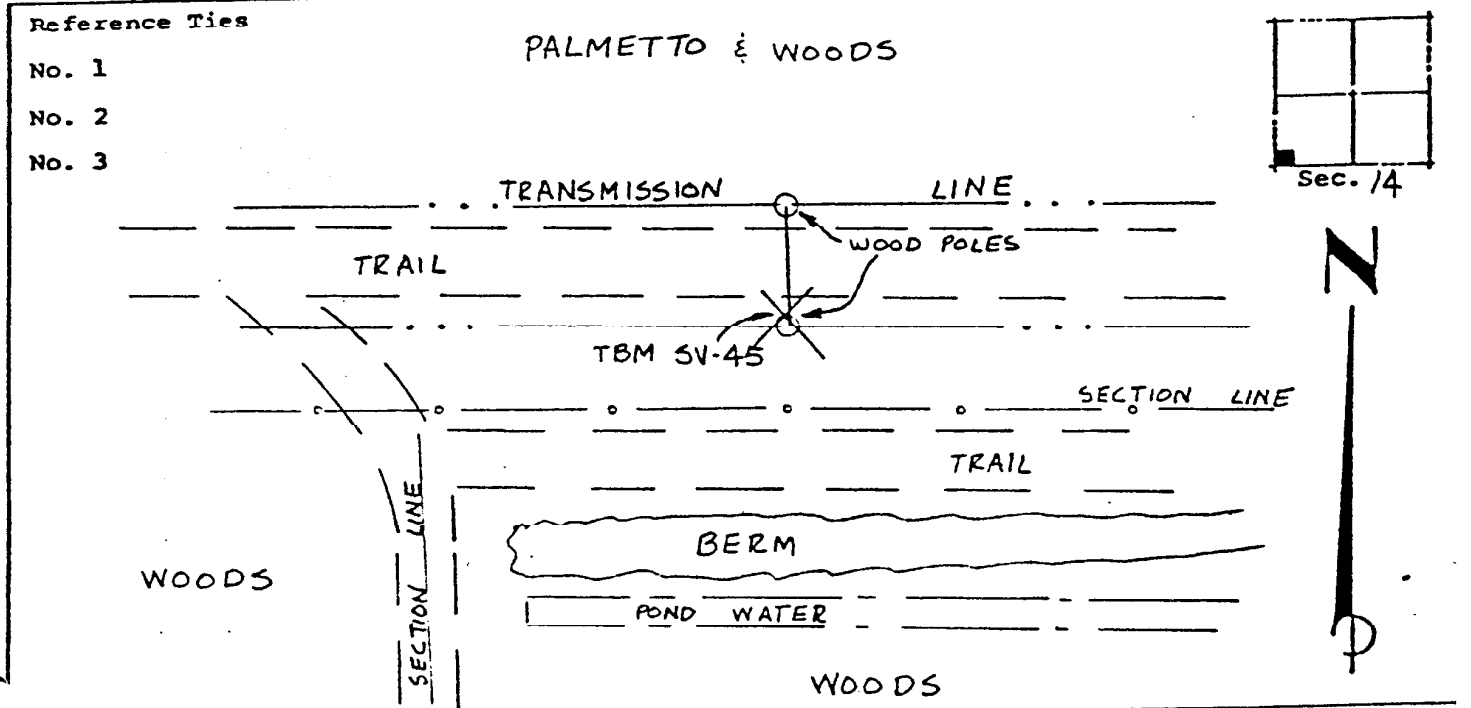 Reference Ties
No. 1
No. 2
No. 3
PALMETTO & WOODS
Sec. 14
TRANSMISSION LINE
WOOD POLES
TRAIL
N
TBM SV-45
SECTION LINE
TRAIL
SECTION LINE
BERM
WOODS
POND WATER
WOODS